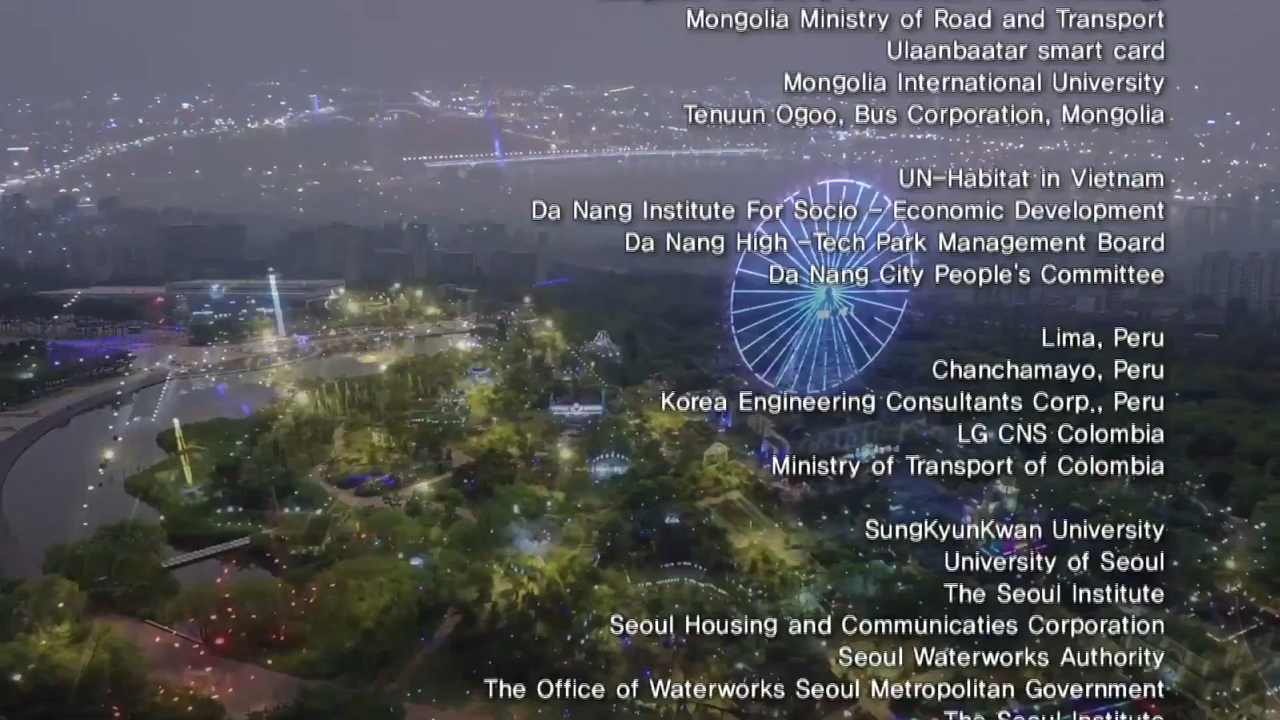 Mongolia Ministry of Road and Transport
Ulaanbaatar smart card
Mongolia International University
Tenuun Ogoo, Bus Corporation, Mongolia
UN-Habitat in Vietnam
Da Nang Institute For Socio - Economic Development
Da Nang High -Tech Park Management Board
Da Nang City People's Committee
Lima, Peru
Chanchamayo, Peru
Korea Engineering Consultants Corp., Peru
LG CNS Colombia
Ministry of Transport of Colombia
SungKyunKwan University
University of Seoul
The Seoul Institute
Seoul Housing and Communicaties Corporation
Seoul Waterworks Authority
The Office of Waterworks Seoul Metropolitan Government
The Seoul Institute